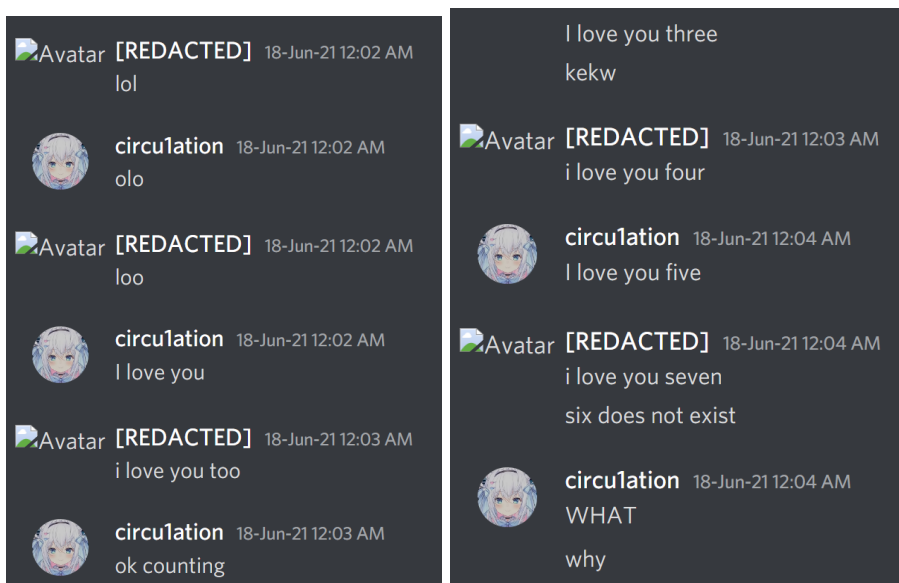 Avatar [REDACTED] 18-Jun-21 12:02 AM
lol
circu1ation 18-Jun-21 12:02 AM
olo
Avatar [REDACTED] 18-Jun-21 12:02 AM
loo
circu1ation 18-Jun-21 12:02 AM
I love you
Avatar [REDACTED] 18-Jun-21 12:03 AM
i love you too
circu1ation 18-Jun-21 12:03 AM
ok counting
I love you three
kekw
Avatar [REDACTED] 18-Jun-21 12:03 AM
i love you four
circu1ation 18-Jun-21 12:04 AM
I love you five
Avatar [REDACTED] 18-Jun-21 12:04 AM
i love you seven
six does not exist
circu1ation 18-Jun-21 12:04 AM
WHAT
why